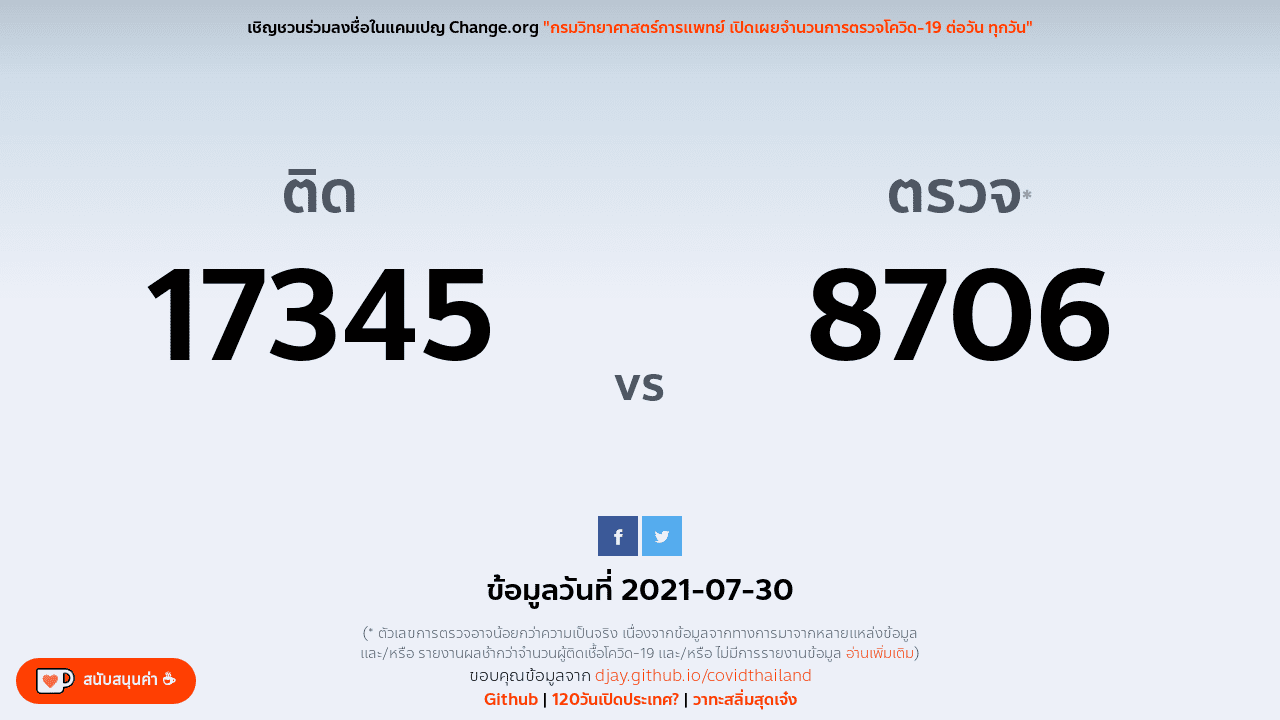 เชิญชวนร่วมลงชื่อในแคมเปญ Change.org "กรมวิทยาศาสตร์การแพทย์ เปิดเผยจำนวนการตรวจโควิด-19 ต่อวัน ทุกวัน"
ติด
17345
vs
ตรวจ*
8706
ข้อมูลวันที่ 2021-07-30
(* ตัวเลขการตรวจอาจน้อยกว่าความเป็นจริง เนื่องจากข้อมูลจากทางการมาจากหลายแหล่งข้อมูล
และ/หรือ รายงานผลช้ากว่าจำนวนผู้ติดเชื้อโควิด-19 และ/หรือ ไม่มีการรายงานข้อมูล อ่านเพิ่มเติม)
ขอบคุณข้อมูลจาก djay.github.io/covidthailand
Github | 120วันเปิดประเทศ? | วาทะสลิ่มสุดเจ๋ง
สนับสนุนค่า ☕